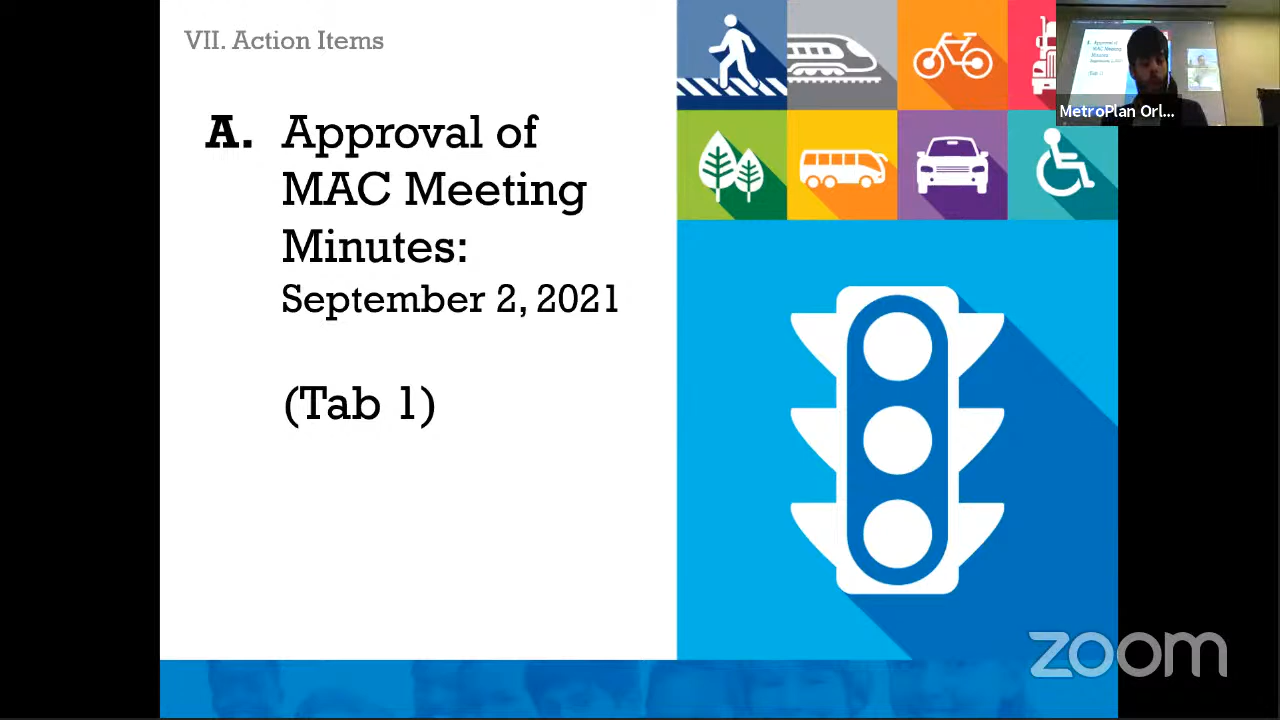 VII. Action Items
A. Approval of
MAC Meeting
Minutes:
September 2, 2021
(Tab 1)
MetroPlan Orl...
zoom